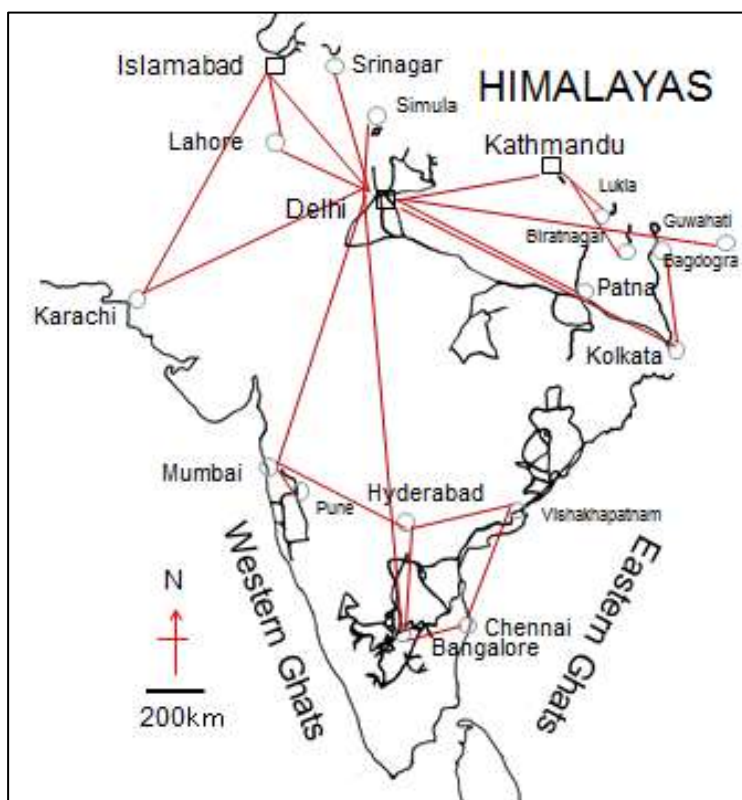 Islamabad
Srinagar
Simula
HIMALAYAS
Lahore
Kathmandu
Delhi
Lukla
Guwahati
Biratnagar
Bagdogra
Patna
Karachi
Kolkata
Mumbai
Pune
Hyderabad
Vishakhapatnam
Western Ghats
Eastern Ghats
N
Chennai
Bangalore
200km